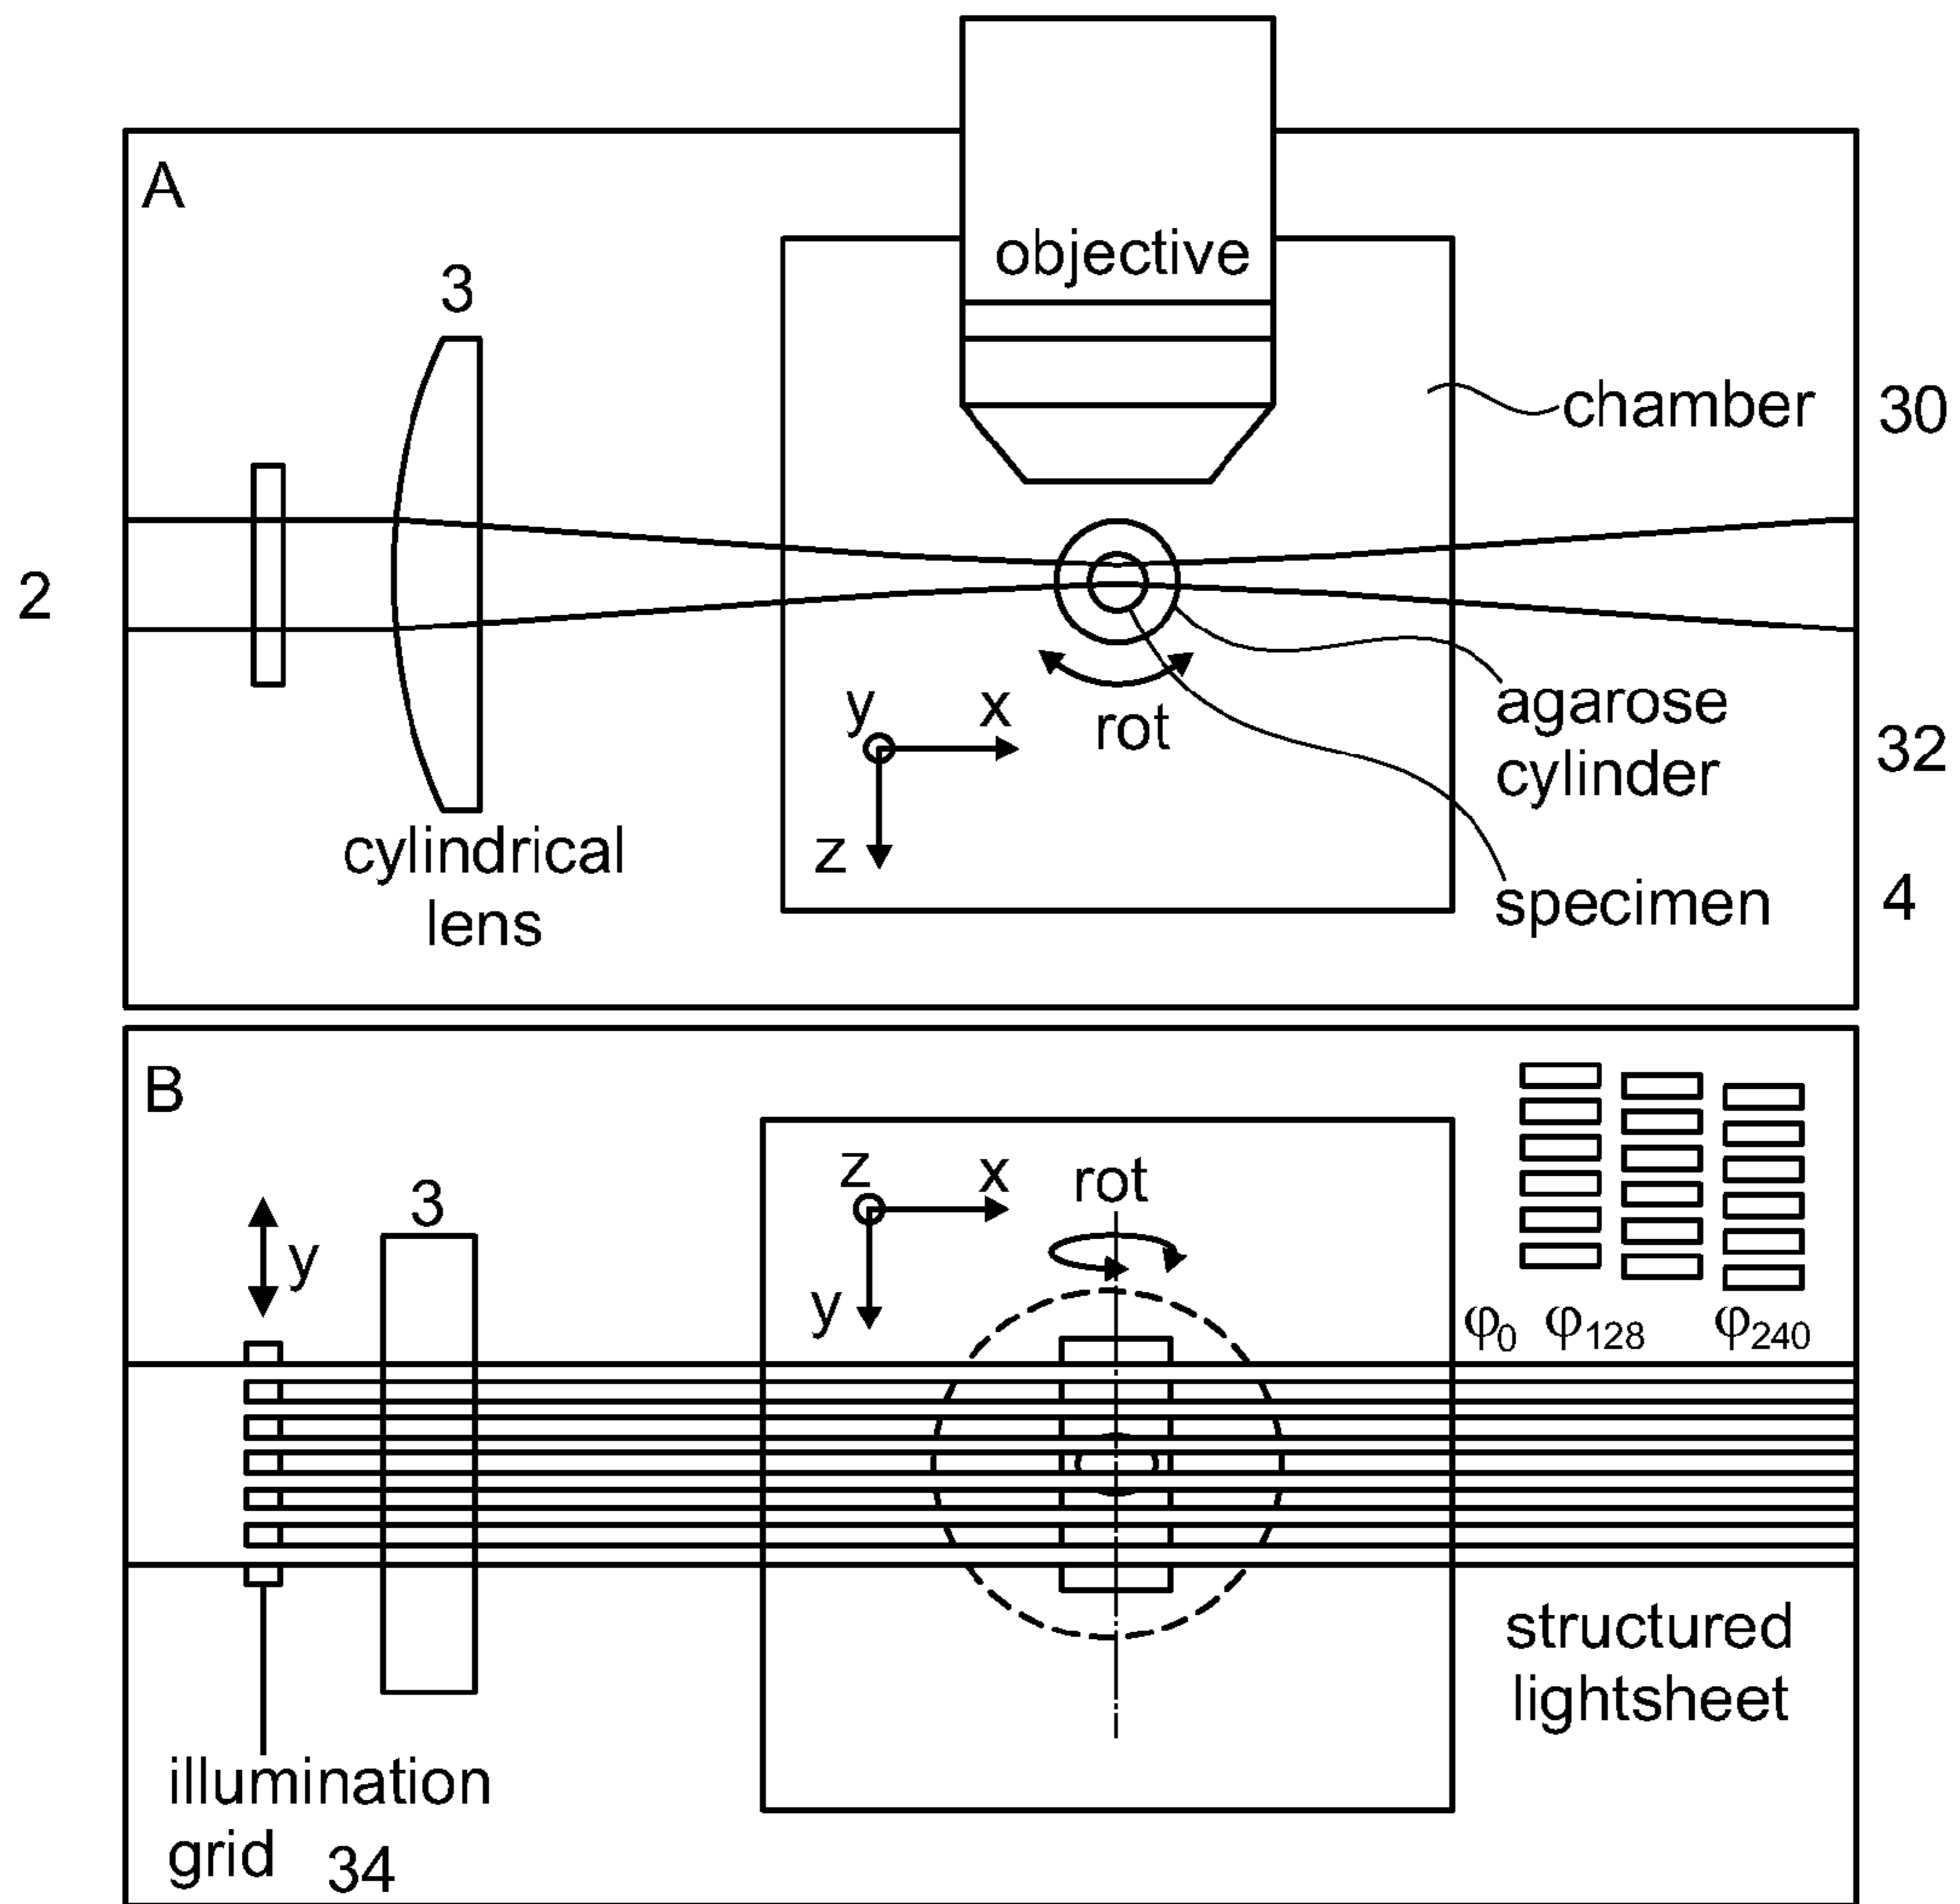 A
objective
3
chamber
30
2
y
x
rot
z
agarose
cylinder
32
cylindrical
lens
specimen
4
B
z
x
rot
3
y
y
φ0
φ128
φ240
structured
lightsheet
illumination
grid
34